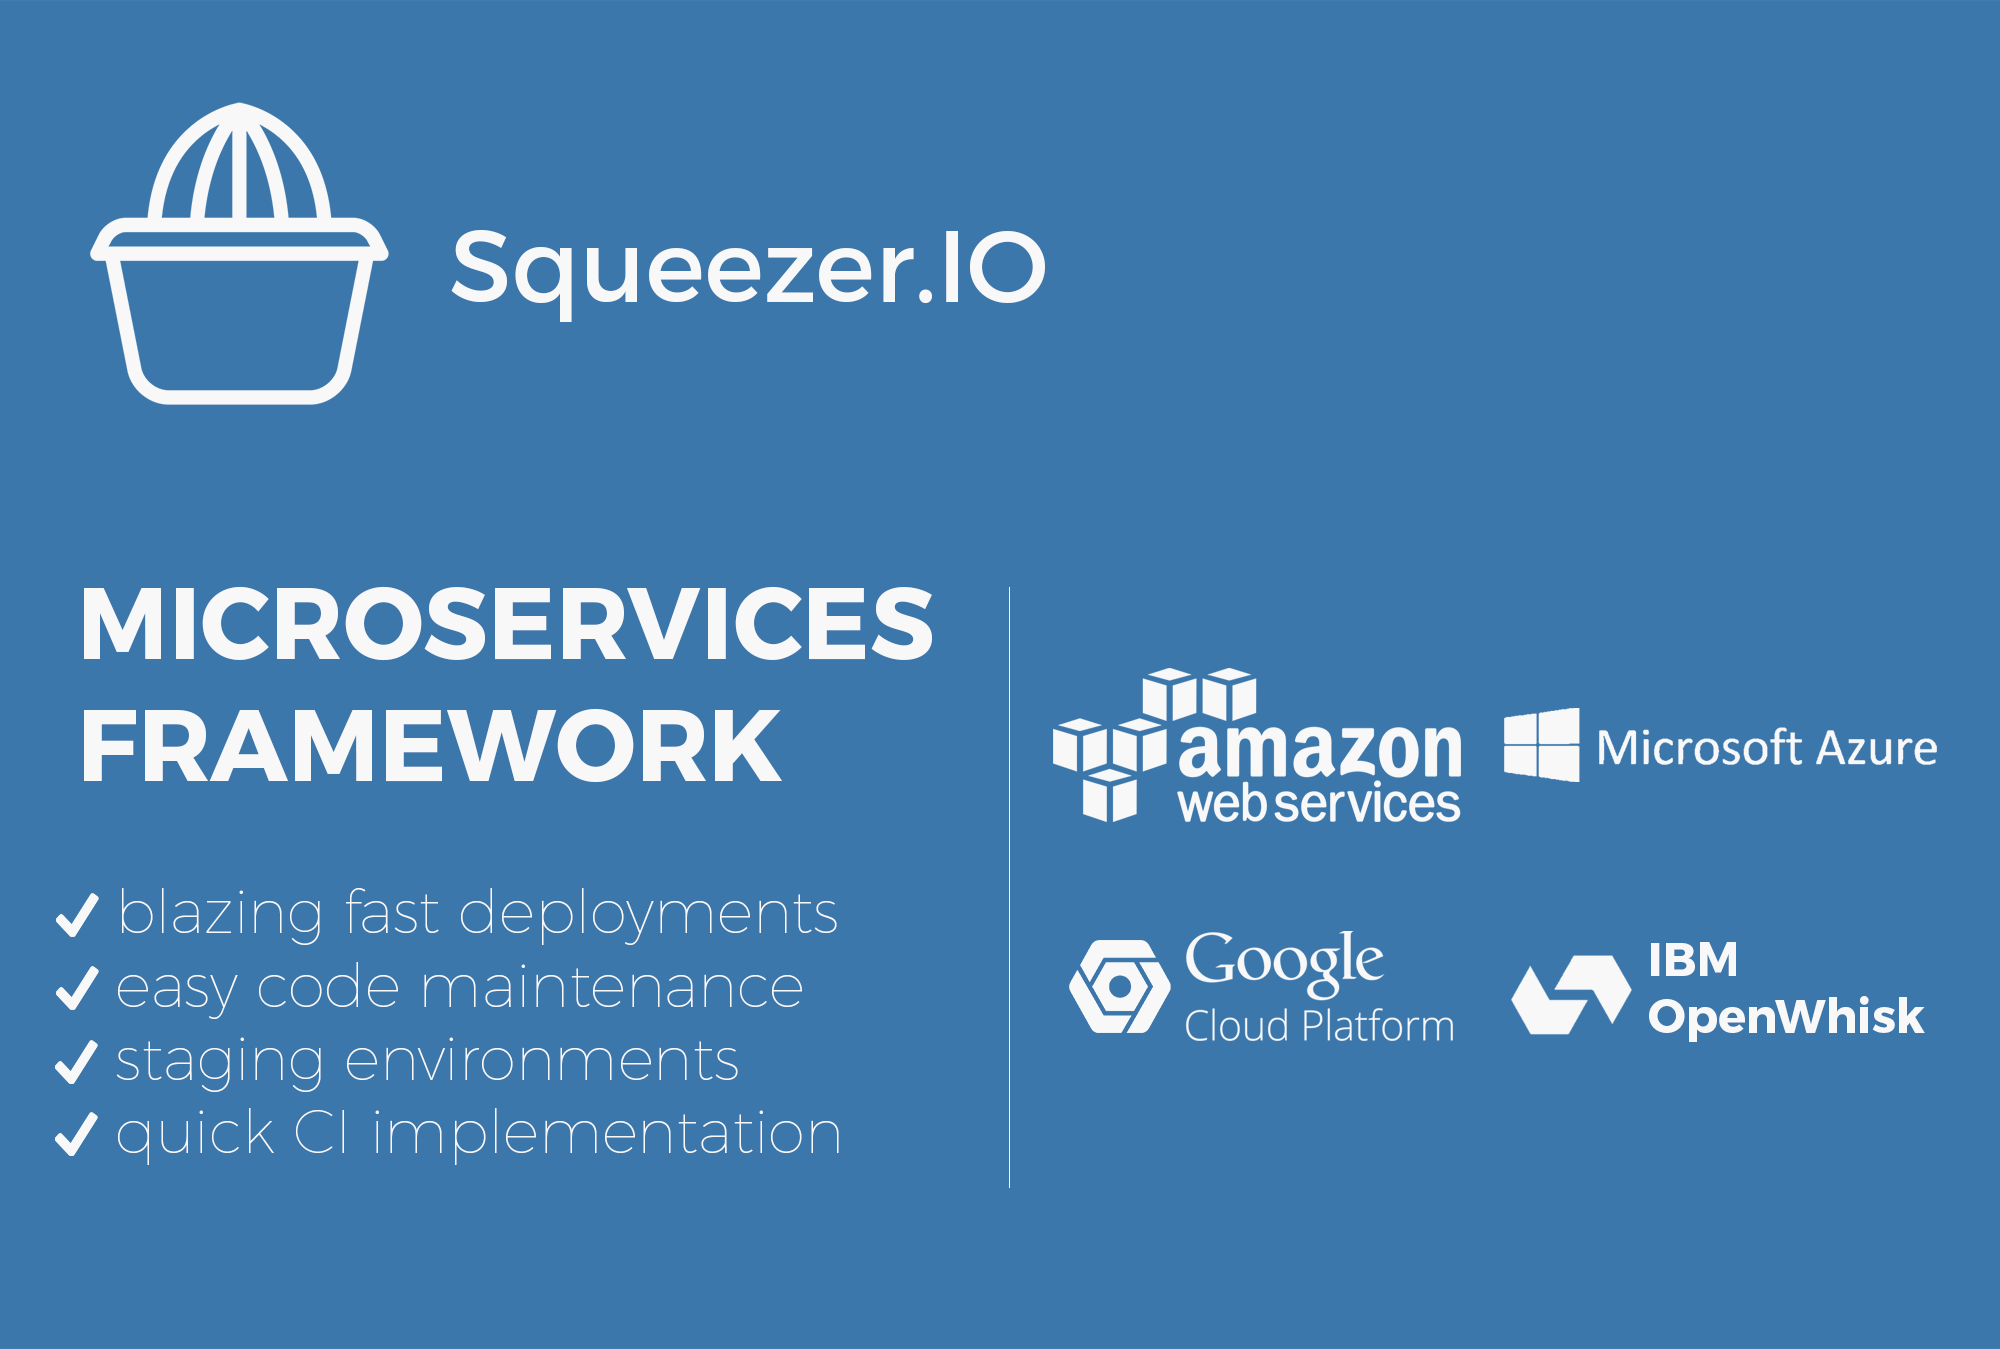 Squeezer.IO
MICROSERVICES
FRAMEWORK
blazing fast deployments
easy code maintenance
staging environments
quick CI implementation
amazon
web services
Microsoft Azure
Google
Cloud Platform
IBM
OpenWhisk